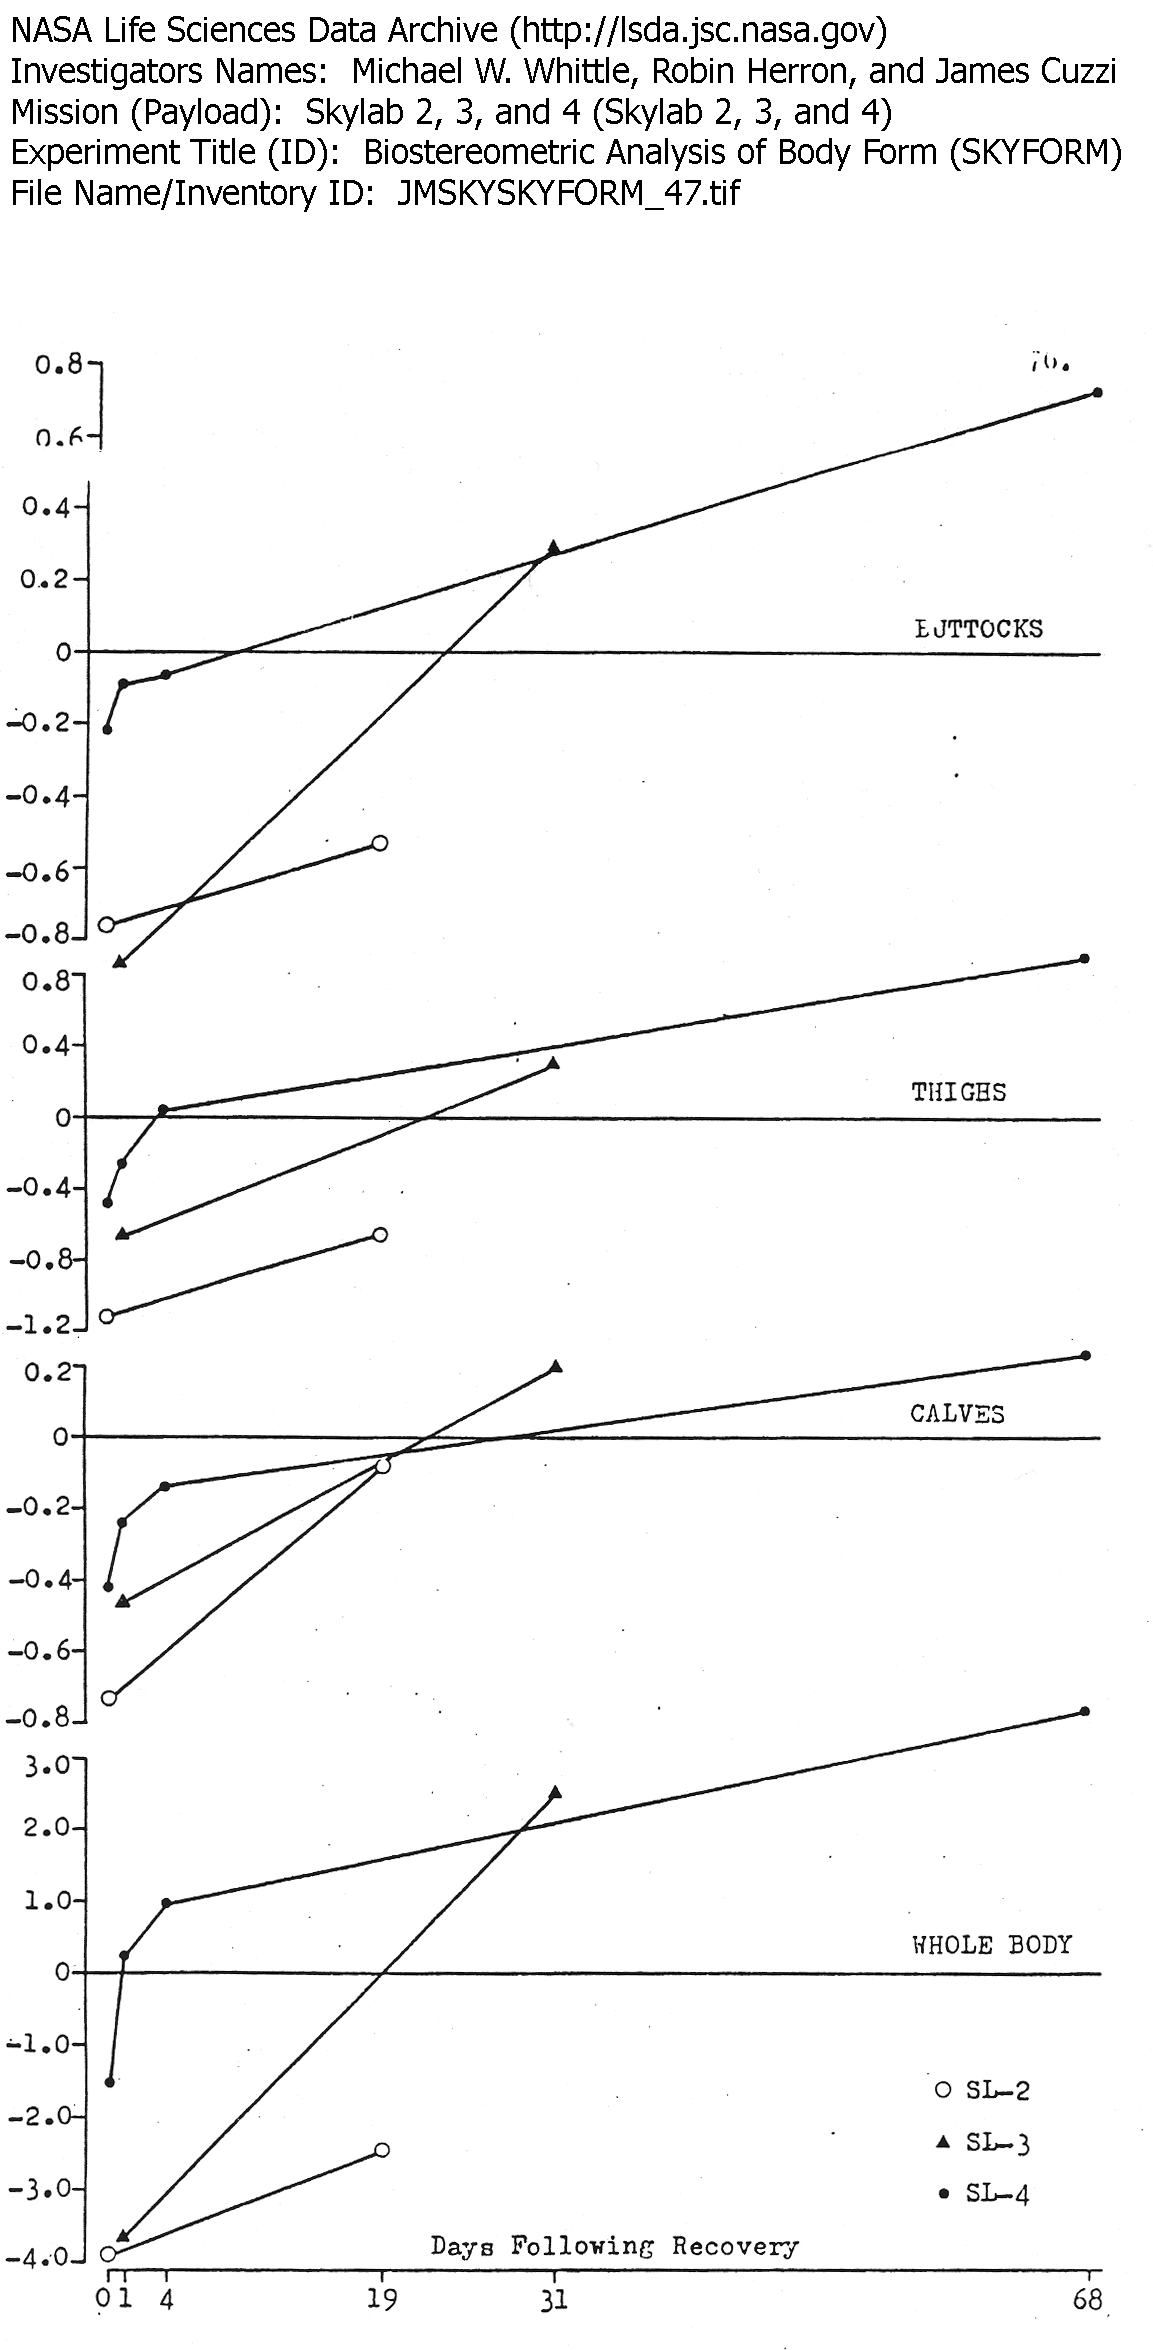 NASA Life Sciences Data Archive (http://lsda.jsc.nasa.gov)
Investigators Names:  Michael W. Whittle, Robin Herron, and James Cuzzi
Mission (Payload):  Skylab 2, 3, and 4 (Skylab 2, 3, and 4)
Experiment Title (ID):  Biostereometric Analysis of Body Form (SKYFORM)
File Name/Inventory ID:  JMSKYSKYFORM_47.tif
0.8
0.6
0.4
0.2
0
BUTTOCKS
-0.2
-0.4
-0.6
-0.8
0.8
0.4
0
THIGHS
-0.4
-0.8
-1.2
0.2
0
CALVES
-0.2
-0.4
-0.6
-0.8
3.0
2.0
1.0
0
WHOLE BODY
-1.0
-2.0
-3.0
-4.0
SL-2
SL-3
SL-4
Days Following Recovery
0 1 4 19 31 68